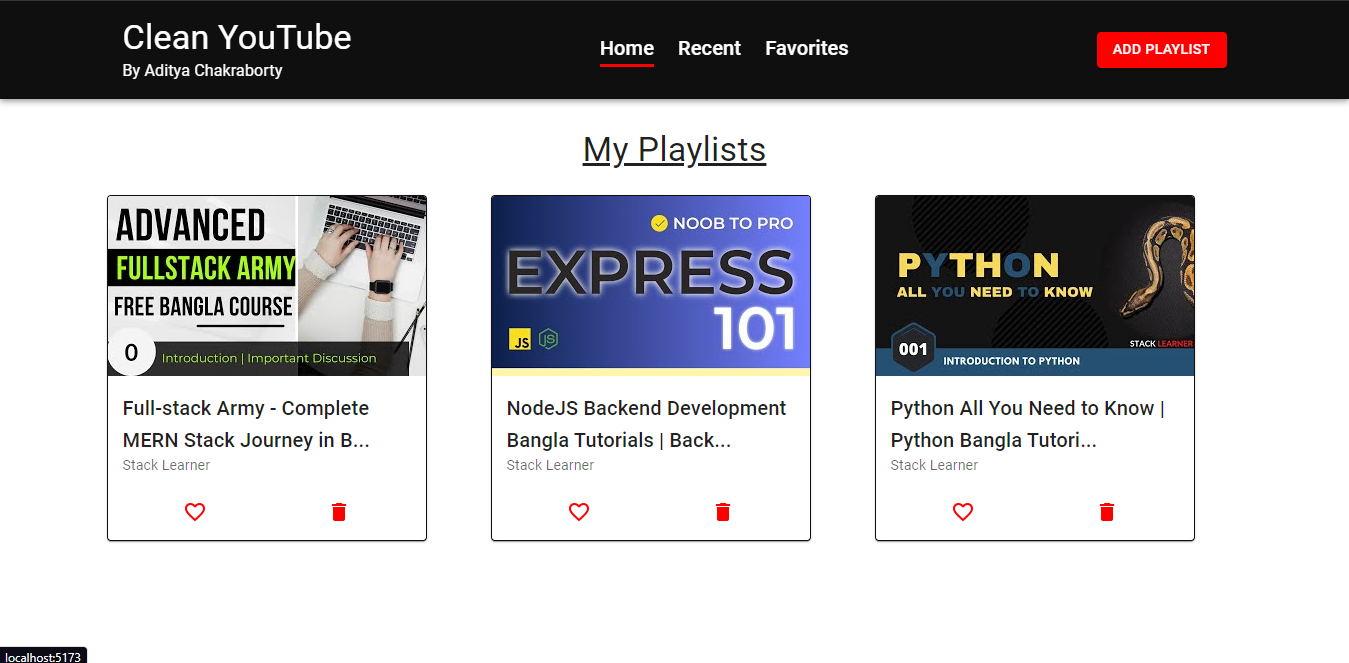 Clean YouTube
By Aditya Chakraborty
Home Recent Favorites
ADD PLAYLIST
My Playlists
ADVANCED
FULLSTACK ARMY
FREE BANGLA COURSE
0 Introduction | Important Discussion
Full-stack Army - Complete
MERN Stack Journey in B...
Stack Learner
NOOB TO PRO
EXPRESS
101
JS JS
NodeJS Backend Development
Bangla Tutorials | Back...
Stack Learner
PYTHON
ALL YOU NEED TO KNOW
STACK LEARNER
001 INTRODUCTION TO PYTHON
Python All You Need to Know |
Python Bangla Tutori...
Stack Learner
localhost:5173